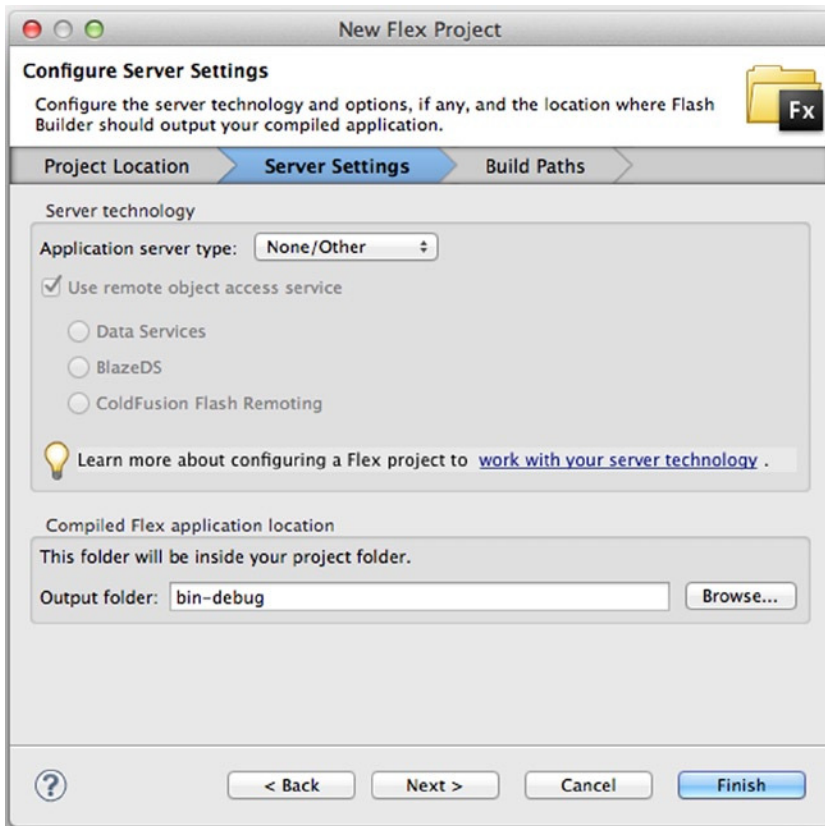 New Flex Project
Configure Server Settings
Configure the server technology and options, if any, and the location where Flash
Builder should output your compiled application.
Fx
Project Location
Server Settings
Build Paths
Server technology
Application server type: None/Other
Use remote object access service
Data Services
BlazeDS
ColdFusion Flash Remoting
Learn more about configuring a Flex project to work with your server technology .
Compiled Flex application location
This folder will be inside your project folder.
Output folder: bin-debug Browse...
? < Back Next > Cancel Finish